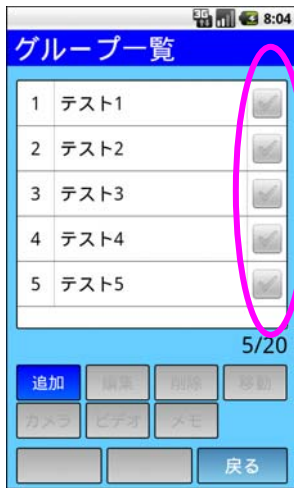 3G 8:04
グループ一覧
1 テスト1
2 テスト2
3 テスト3
4 テスト4
5 テスト5
5/20
追加 編集 削除 移動
カメラ ビデオ メモ
戻る